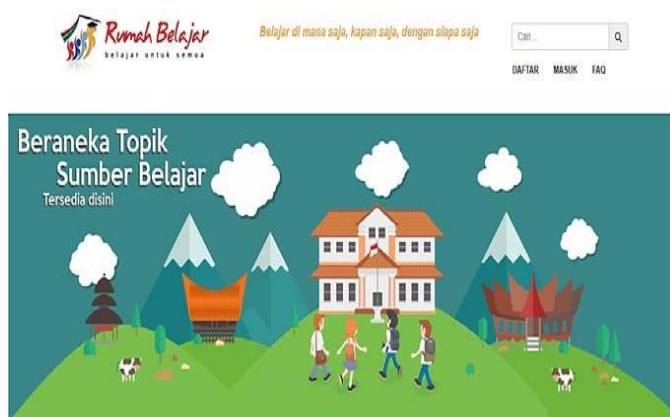 Rumah Belajar
belajar untuk semua
Belajar di mana saja, kapan saja, dengan siapa saja
Cari ...
DAFTAR MASUK FAQ
Beraneka Topik
Sumber Belajar
Tersedia disini